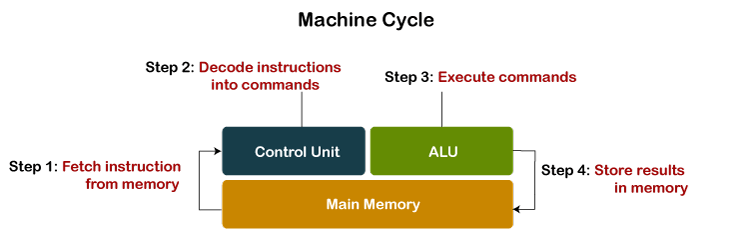 Machine Cycle
Step 2: Decode instructions
into commands
Step 3: Execute commands
Control Unit
ALU
Step 1: Fetch instruction
from memory
Step 4: Store results
in memory
Main Memory